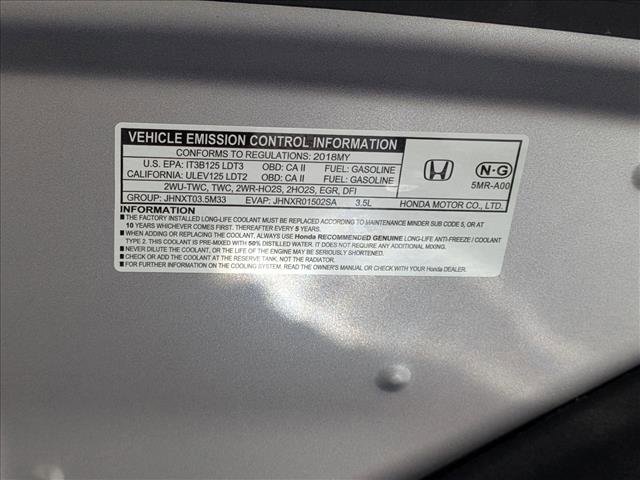 VEHICLE EMISSION CONTROL INFORMATION
CONFORMS TO REGULATIONS: 2018MY
U.S. EPA: IT3B125 LDT3 OBD: CA II FUEL: GASOLINE
CALIFORNIA: ULEV125 LDT2 OBD: CA II FUEL: GASOLINE
2WU-TWC, TWC, 2WR-HO2S, 2HO2S, EGR, DFI
GROUP: JHNXT03.5M33 EVAP: JHNXR01502SA 3.5L
N·G
5MR-A00
HONDA MOTOR CO., LTD.
INFORMATION
■ THE FACTORY INSTALLED LONG-LIFE COOLANT MUST BE REPLACED ACCORDING TO MAINTENANCE MINDER SUB CODE 5, OR AT
10 YEARS WHICHEVER COMES FIRST. THEREAFTER EVERY 5 YEARS.
■ WHEN ADDING OR REPLACING COOLANT, ALWAYS USE Honda RECOMMENDED GENUINE LONG-LIFE ANTI-FREEZE / COOLANT
TYPE 2. THIS COOLANT IS PRE-MIXED WITH 50% DISTILLED WATER. IT DOES NOT REQUIRE ANY ADDITIONAL MIXING.
■ NEVER DILUTE THE COOLANT, OR THE LIFE OF THE ENGINE MAY BE SERIOUSLY SHORTENED.
■ CHECK OR ADD COOLANT AT THE RESERVE TANK, NOT THE RADIATOR.
■ FOR FURTHER INFORMATION ON THE COOLING SYSTEM, READ THE OWNER'S MANUAL OR CHECK WITH YOUR Honda DEALER.